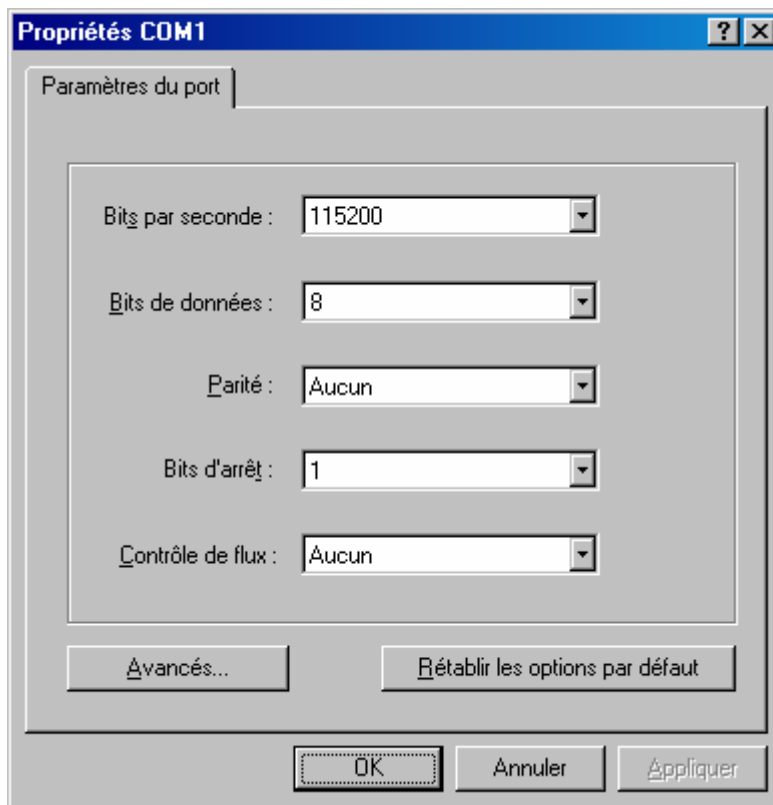 Propriétés COM1
Paramètres du port
Bits par seconde : 115200
Bits de données : 8
Parité : Aucun
Bits d'arrêt : 1
Contrôle de flux : Aucun
Avancés... Rétablir les options par défaut
OK Annuler Appliquer